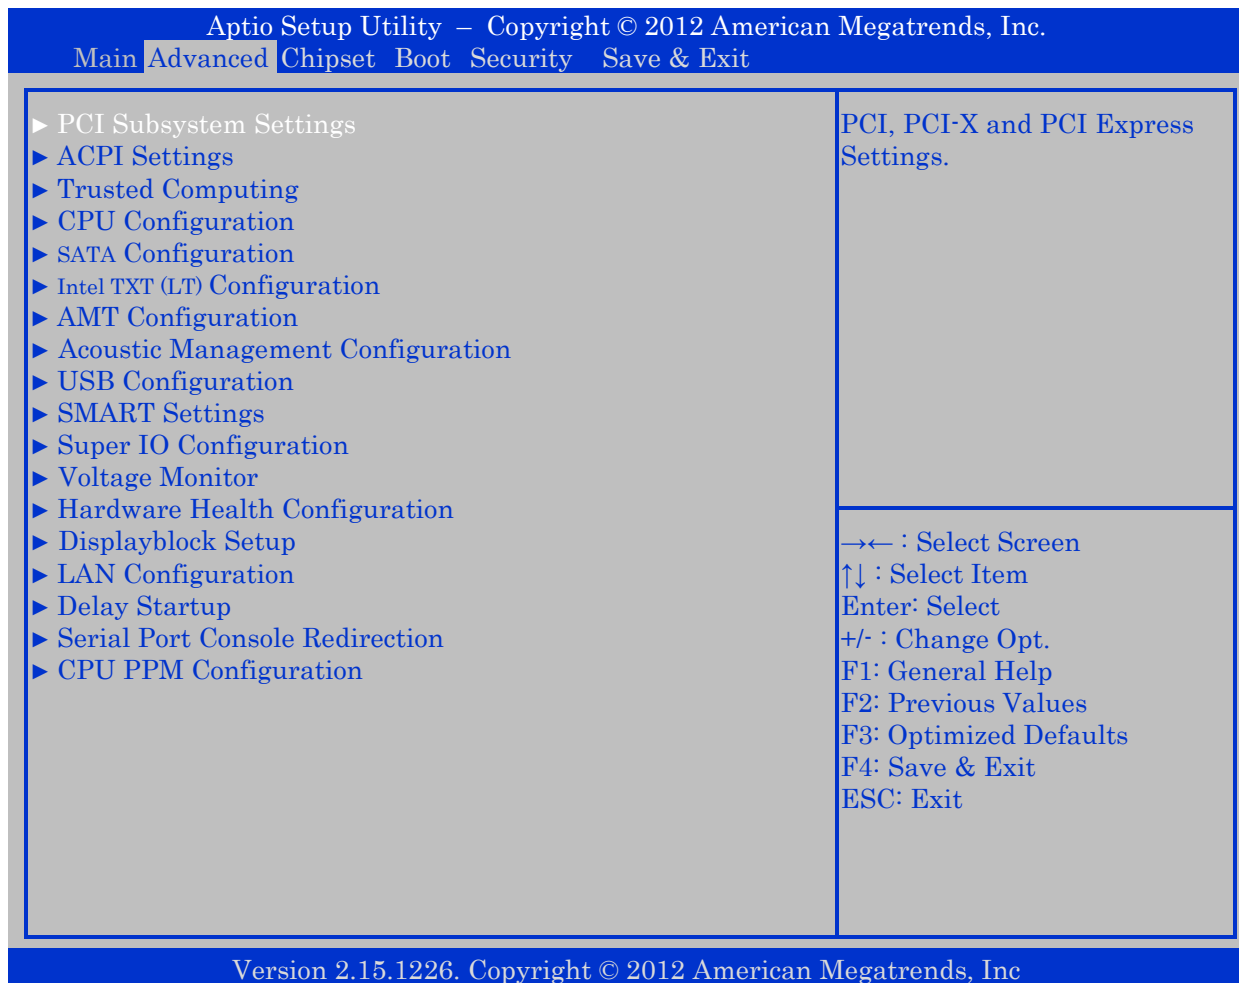 Aptio Setup Utility – Copyright © 2012 American Megatrends, Inc.
Main Advanced Chipset Boot Security Save & Exit
► PCI Subsystem Settings
► ACPI Settings
► Trusted Computing
► CPU Configuration
► SATA Configuration
► Intel TXT (LT) Configuration
► AMT Configuration
► Acoustic Management Configuration
► USB Configuration
► SMART Settings
► Super IO Configuration
► Voltage Monitor
► Hardware Health Configuration
► Displayblock Setup
► LAN Configuration
► Delay Startup
► Serial Port Console Redirection
► CPU PPM Configuration
PCI, PCI-X and PCI Express
Settings.
→← : Select Screen
↑↓ : Select Item
Enter: Select
+/- : Change Opt.
F1: General Help
F2: Previous Values
F3: Optimized Defaults
F4: Save & Exit
ESC: Exit
Version 2.15.1226. Copyright © 2012 American Megatrends, Inc